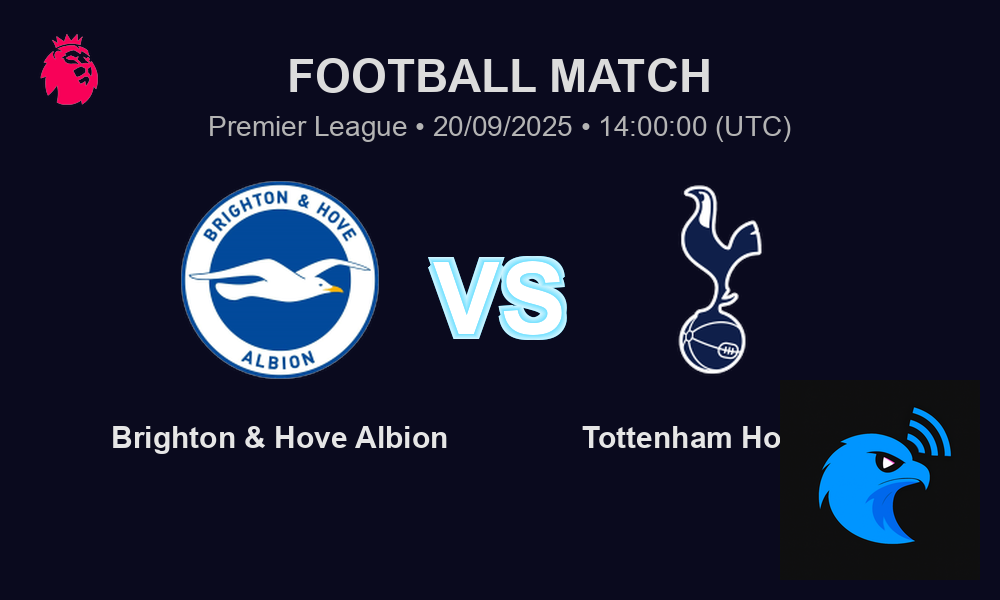 FOOTBALL MATCH
Premier League • 20/09/2025 • 14:00:00 (UTC)
BRIGHTON & HOVE
ALBION
VS
Brighton & Hove Albion
Tottenham Ho